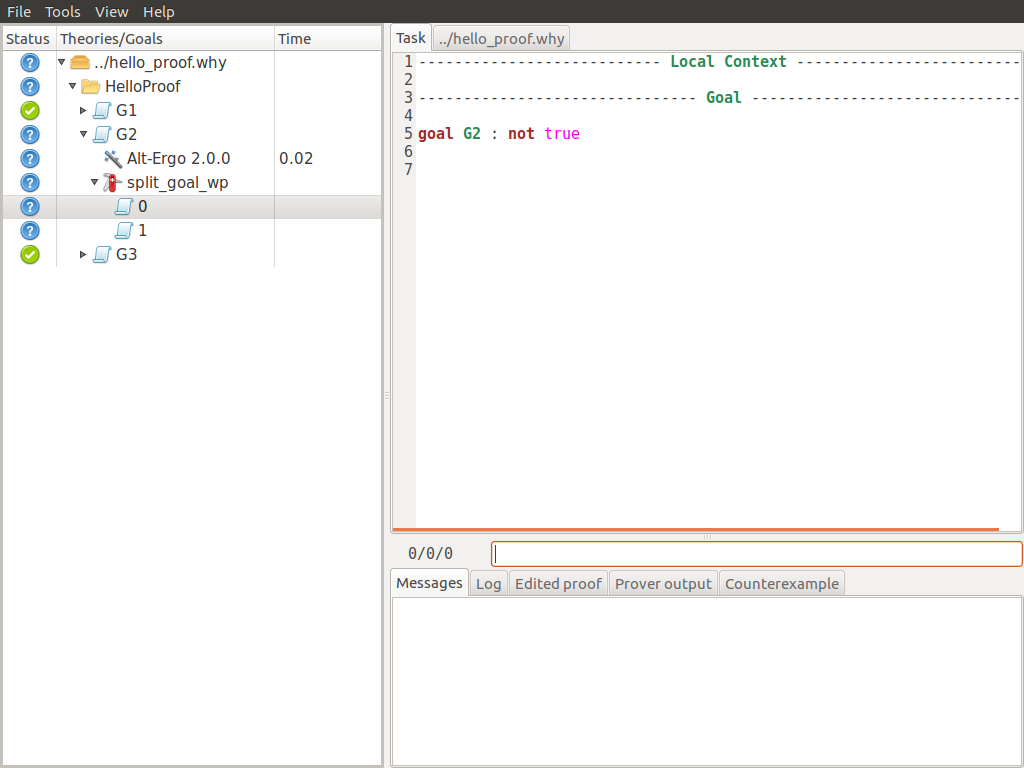 File Tools View Help
Status Theories/Goals Time
../hello_proof.why
HelloProof
G1
G2
Alt-Ergo 2.0.0 0.02
split_goal_wp
0
1
G3
Task ../hello_proof.why
1 --------------------------- Local Context -------------------------
2
3 ------------------------------- Goal ------------------------------
4
5 goal G2 : not true
6
7
0/0/0
Messages Log Edited proof Prover output Counterexample